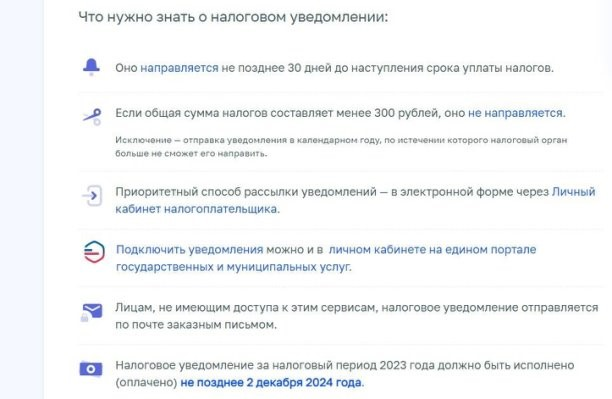 Что нужно знать о налоговом уведомлении:
Оно направляется не позднее 30 дней до наступления срока уплаты налогов.
Если общая сумма налогов составляет менее 300 рублей, оно не направляется.
Исключение — отправка уведомления в календарном году, по истечении которого налоговый орган
больше не сможет его направить.
Приоритетный способ рассылки уведомлений — в электронной форме через Личный
кабинет налогоплательщика.
Подключить уведомления можно и в личном кабинете на едином портале
государственных и муниципальных услуг.
Лицам, не имеющим доступа к этим сервисам, налоговое уведомление отправляется
по почте заказным письмом.
Налоговое уведомление за налоговый период 2023 года должно быть исполнено
(оплачено) не позднее 2 декабря 2024 года.